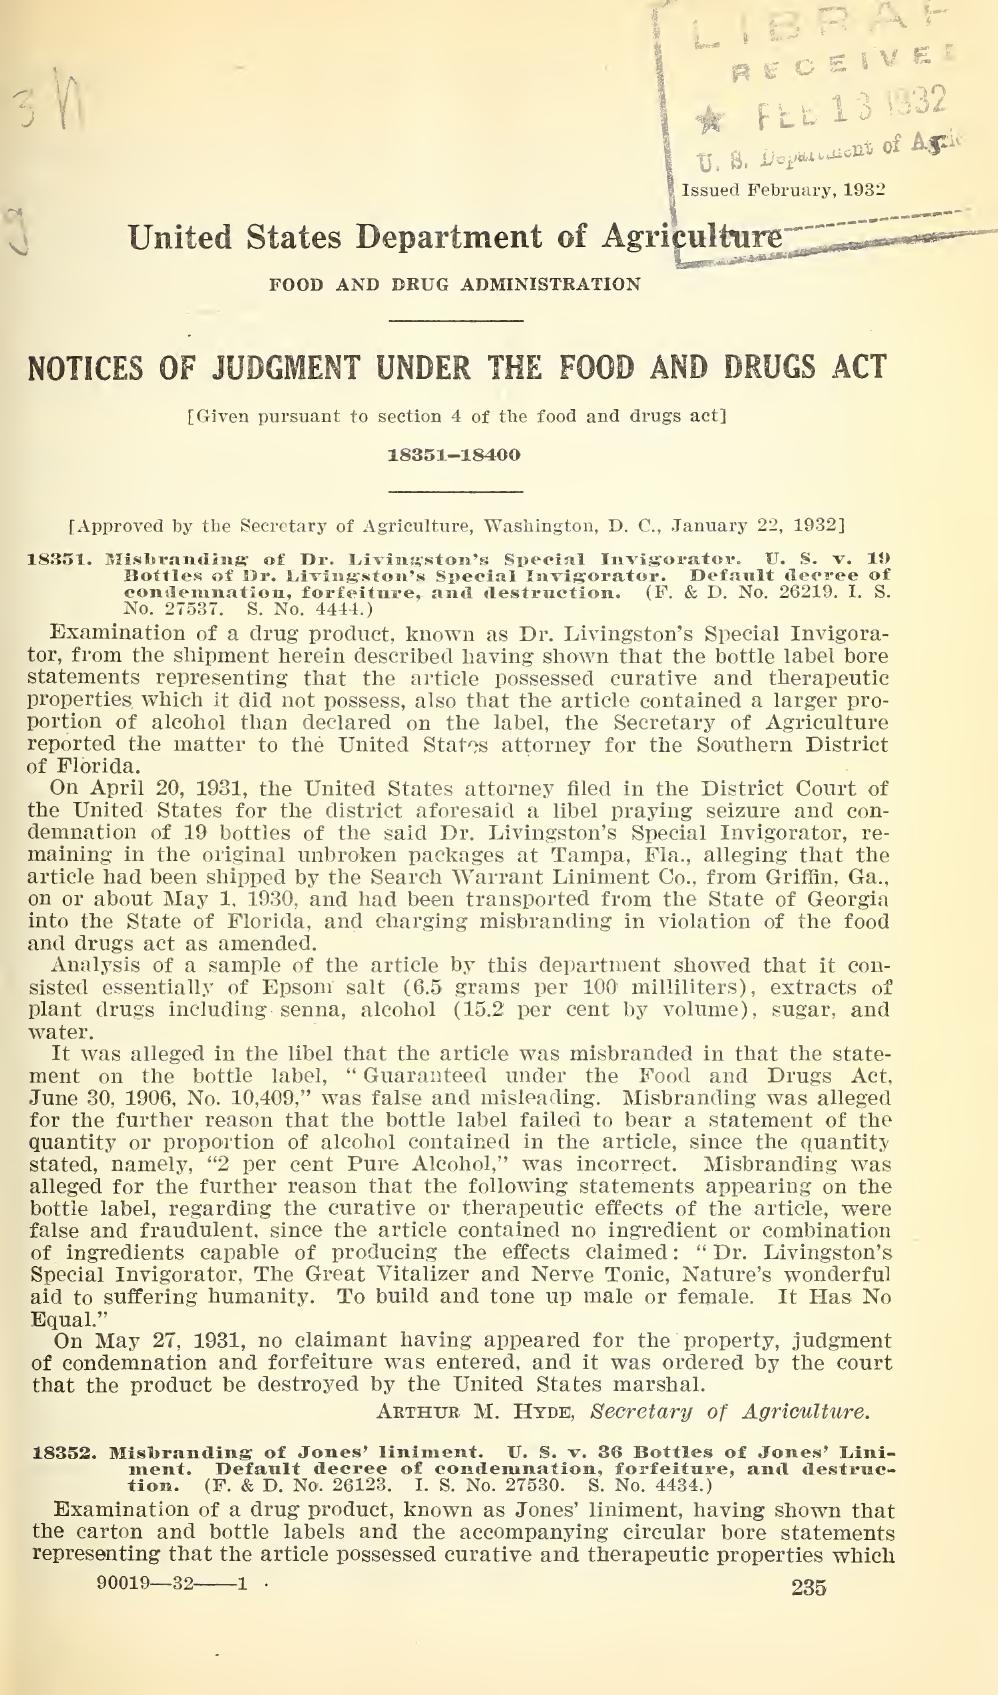 LIBRAR
RECEIVED
★ FEB 13 1932
U. S. Department of Agric
Issued February, 1932
United States Department of Agriculture
FOOD AND DRUG ADMINISTRATION
NOTICES OF JUDGMENT UNDER THE FOOD AND DRUGS ACT
[Given pursuant to section 4 of the food and drugs act]
18351–18400
[Approved by the Secretary of Agriculture, Washington, D. C., January 22, 1932]
18351. Misbranding of Dr. Livingston's Special Invigorator. U. S. v. 19
Bottles of Dr. Livingston's Special Invigorator. Default decree of
condemnation, forfeiture, and destruction. (F. & D. No. 26219. I. S.
No. 27537. S. No. 4444.)
Examination of a drug product, known as Dr. Livingston's Special Invigora-
tor, from the shipment herein described having shown that the bottle label bore
statements representing that the article possessed curative and therapeutic
properties which it did not possess, also that the article contained a larger pro-
portion of alcohol than declared on the label, the Secretary of Agriculture
reported the matter to the United States attorney for the Southern District
of Florida.
On April 20, 1931, the United States attorney filed in the District Court of
the United States for the district aforesaid a libel praying seizure and con-
demnation of 19 bottles of the said Dr. Livingston's Special Invigorator, re-
maining in the original unbroken packages at Tampa, Fla., alleging that the
article had been shipped by the Search Warrant Liniment Co., from Griffin, Ga.,
on or about May 1, 1930, and had been transported from the State of Georgia
into the State of Florida, and charging misbranding in violation of the food
and drugs act as amended.
Analysis of a sample of the article by this department showed that it con-
sisted essentially of Epsom salt (6.5 grams per 100 milliliters), extracts of
plant drugs including senna, alcohol (15.2 per cent by volume), sugar, and
water.
It was alleged in the libel that the article was misbranded in that the state-
ment on the bottle label, "Guaranteed under the Food and Drugs Act,
June 30, 1906, No. 10,409," was false and misleading. Misbranding was alleged
for the further reason that the bottle label failed to bear a statement of the
quantity or proportion of alcohol contained in the article, since the quantity
stated, namely, "2 per cent Pure Alcohol," was incorrect. Misbranding was
alleged for the further reason that the following statements appearing on the
bottle label, regarding the curative or therapeutic effects of the article, were
false and fraudulent, since the article contained no ingredient or combination
of ingredients capable of producing the effects claimed: "Dr. Livingston's
Special Invigorator, The Great Vitalizer and Nerve Tonic, Nature's wonderful
aid to suffering humanity. To build and tone up male or female. It Has No
Equal."
On May 27, 1931, no claimant having appeared for the property, judgment
of condemnation and forfeiture was entered, and it was ordered by the court
that the product be destroyed by the United States marshal.
ARTHUR M. HYDE, Secretary of Agriculture.
18352. Misbranding of Jones' liniment. U. S. v. 36 Bottles of Jones' Lini-
ment. Default decree of condemnation, forfeiture, and destruc-
tion. (F. & D. No. 26123. I. S. No. 27530. S. No. 4434.)
Examination of a drug product, known as Jones' liniment, having shown that
the carton and bottle labels and the accompanying circular bore statements
representing that the article possessed curative and therapeutic properties which
90019—32——1
235